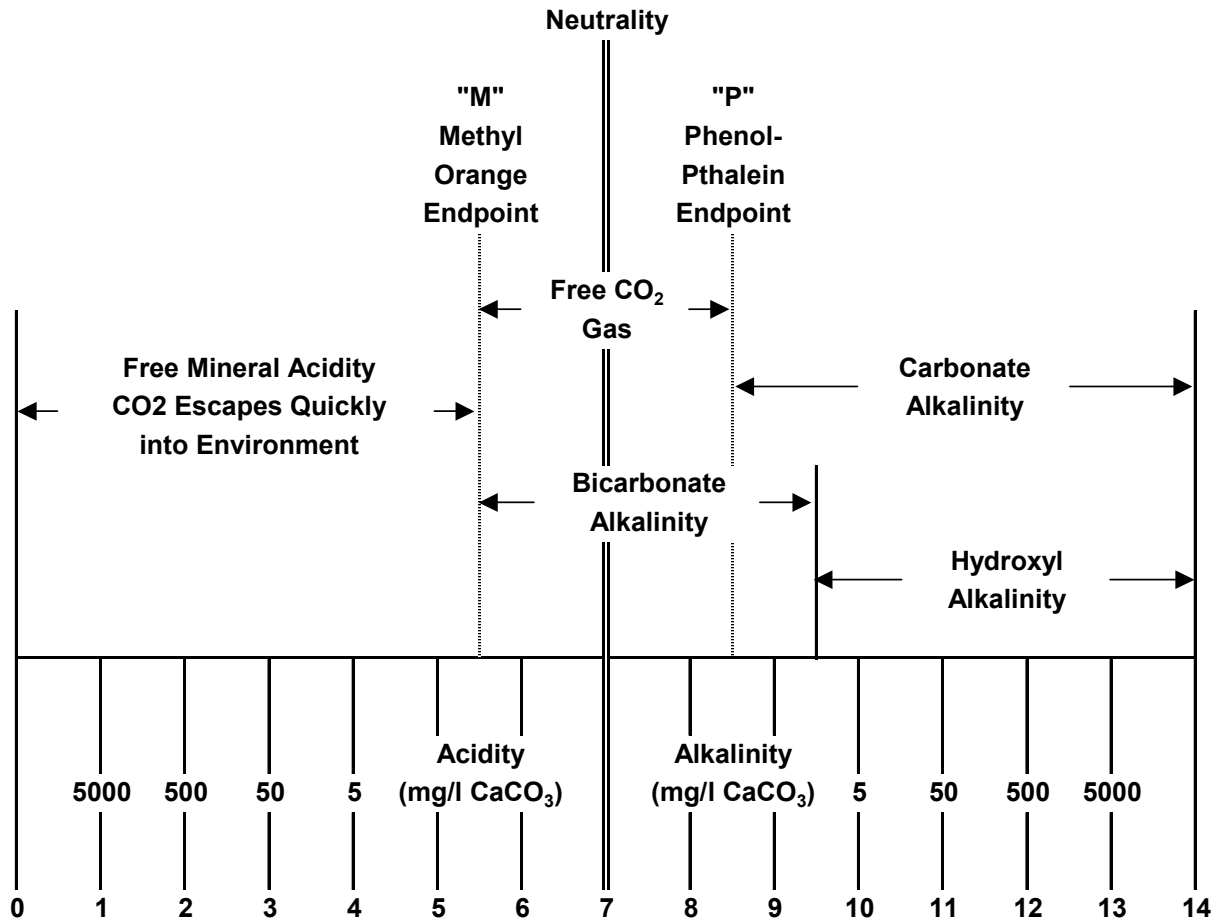 Neutrality
"M"
Methyl
Orange
Endpoint
"P"
Phenol-
Pthalein
Endpoint
Free CO₂
Gas
Free Mineral Acidity
CO2 Escapes Quickly
into Environment
Carbonate
Alkalinity
Bicarbonate
Alkalinity
Hydroxyl
Alkalinity
Acidity
(mg/l CaCO₃)
Alkalinity
(mg/l CaCO₃)
5000 500 50 5
5 50 500 5000
0 1 2 3 4 5 6 7 8 9 10 11 12 13 14